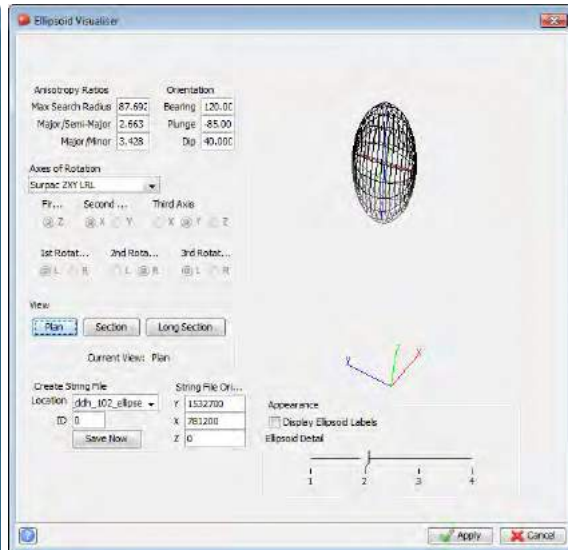 Ellipsoid Visualiser
Anisotropy Ratios
Orientation
Max Search Radius 87.692
Bearing 120.00
Major/Semi-Major 2.663
Plunge -85.00
Major/Minor 3.428
Dip 40.000
Axes of Rotation
Surpac ZXY LRL
Fir... Second ... Third Axis
Z X Y X Y Z
1st Rotat... 2nd Rota... 3rd Rotat...
L R L R L R
View
Plan Section Long Section
Current View: Plan
Create String File
String File Ori...
Location ddh_102_ellipse
Y 1532700
ID 0
X 781200
Save Now
Z 0
Appearance
Display Ellipsoid Labels
Ellipsoid Detail
1 2 3 4
Apply Cancel